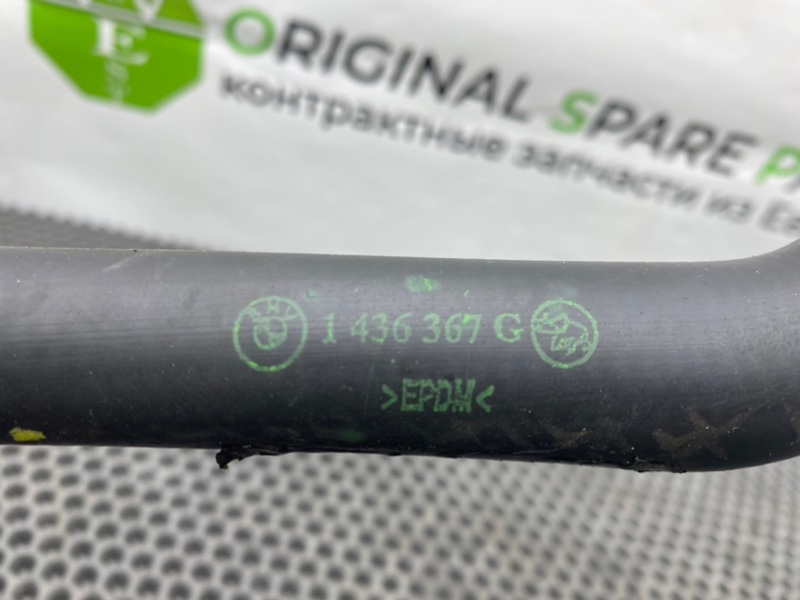 ORIGINAL SPARE
контрактные запчасти из
1 436 367 G
>EPDM<